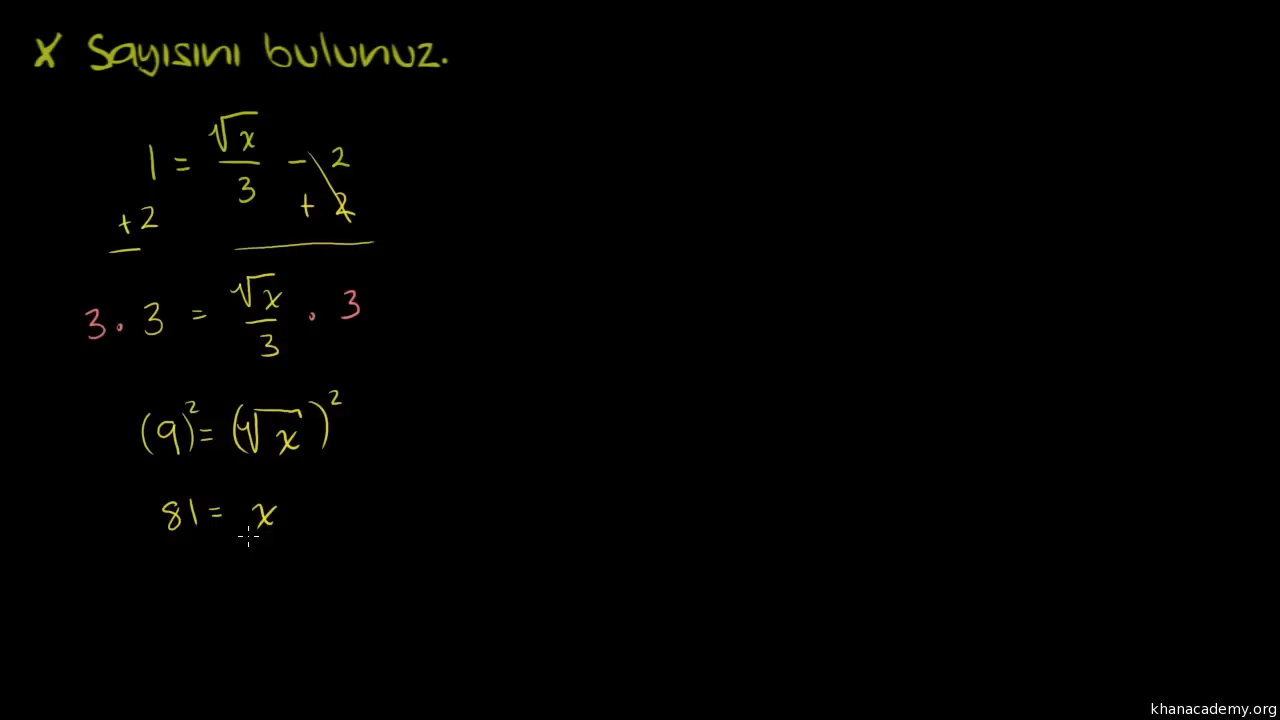 x Sayısını bulunuz.
1 = √x/3 - 2
+2 + 2
3 · 3 = √x/3 · 3
(9)² = (√x)²
81 = x
khanacademy.org